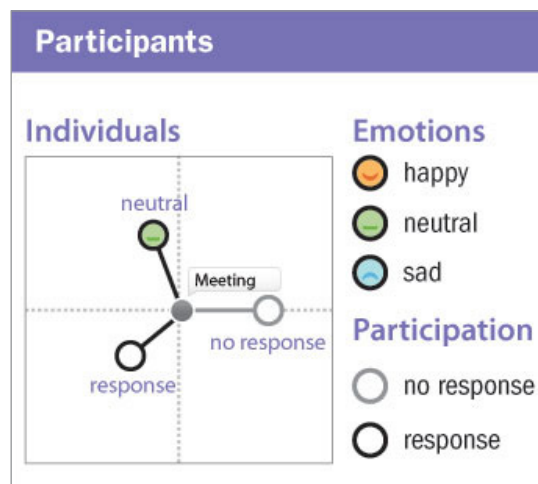 Participants
Individuals
neutral
Meeting
no response
response
Emotions
happy
neutral
sad
Participation
no response
response